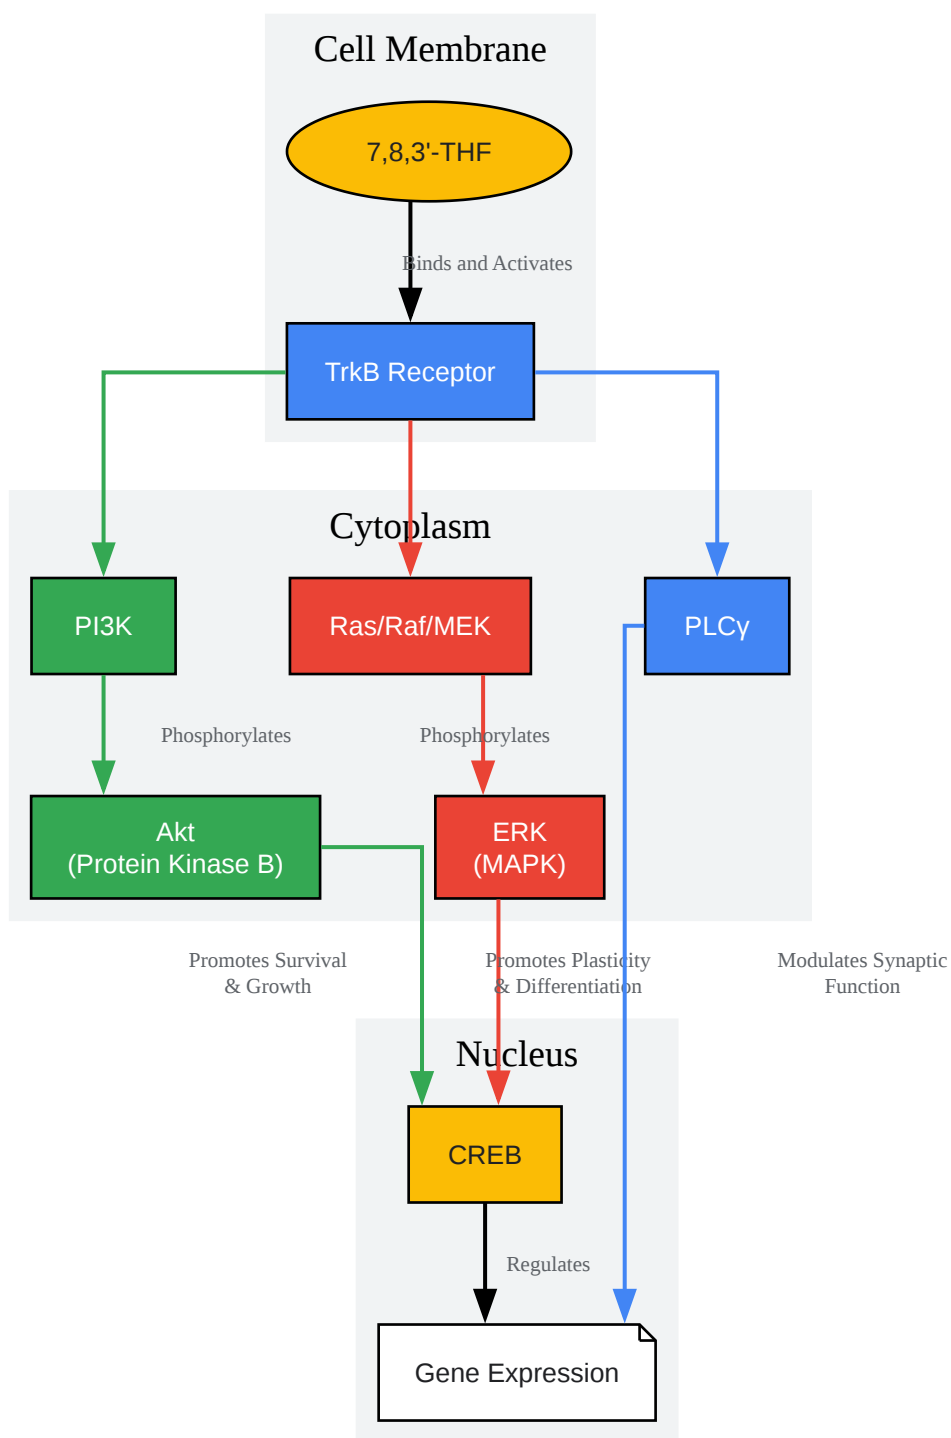 Cell Membrane
7,8,3'-THF
Binds and Activates
TrkB Receptor
Cytoplasm
PI3K
Ras/Raf/MEK
PLCγ
Phosphorylates
Phosphorylates
Akt
(Protein Kinase B)
ERK
(MAPK)
Promotes Survival
& Growth
Promotes Plasticity
& Differentiation
Modulates Synaptic
Function
Nucleus
CREB
Regulates
Gene Expression